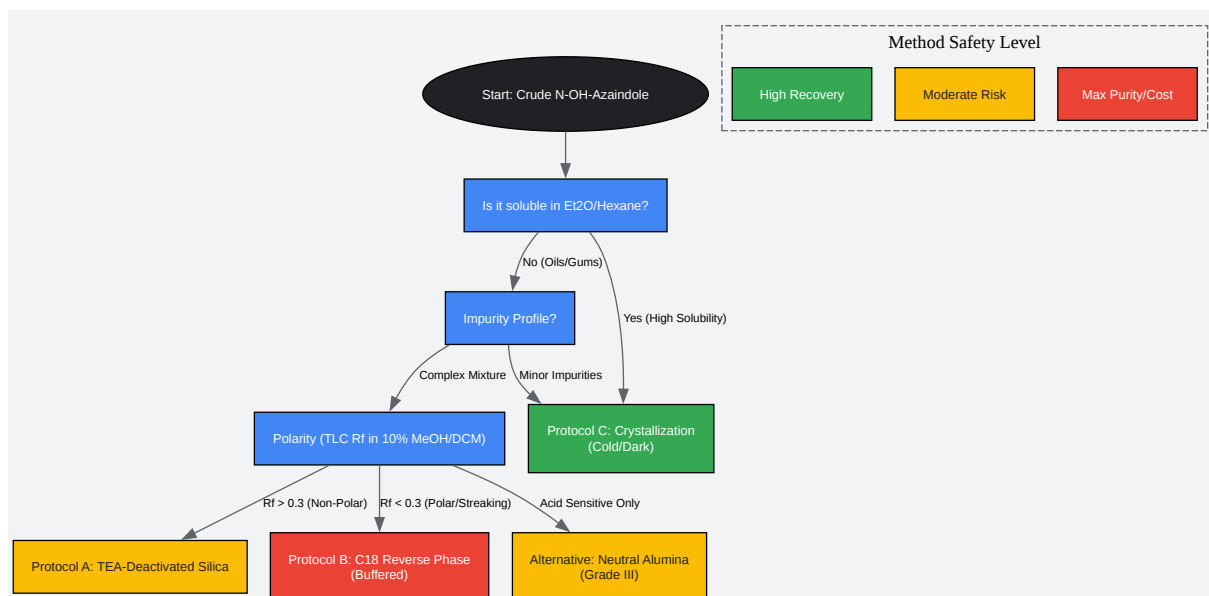 Method Safety Level
High Recovery
Moderate Risk
Max Purity/Cost
Start: Crude N-OH-Azaindole
Is it soluble in Et2O/Hexane?
No (Oils/Gums)
Impurity Profile?
Yes (High Solubility)
Complex Mixture
Minor Impurities
Polarity (TLC Rf in 10% MeOH/DCM)
Protocol C: Crystallization
(Cold/Dark)
Rf > 0.3 (Non-Polar)
Rf < 0.3 (Polar/Streaking)
Acid Sensitive Only
Protocol A: TEA-Deactivated Silica
Protocol B: C18 Reverse Phase
(Buffered)
Alternative: Neutral Alumina
(Grade III)